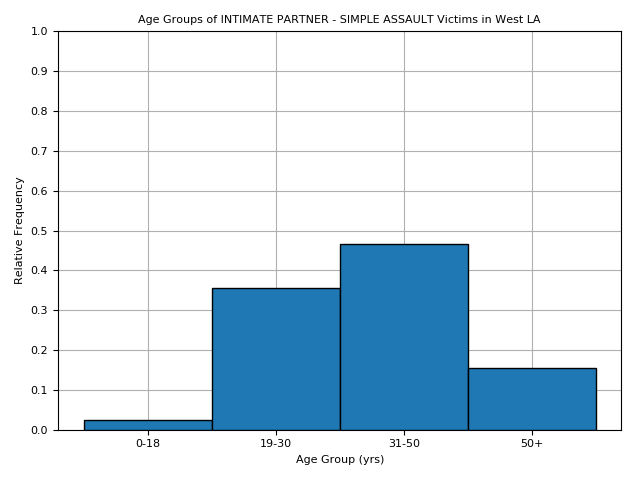 Age Groups of INTIMATE PARTNER - SIMPLE ASSAULT Victims in West LA
1.0
0.9
0.8
0.7
0.6
0.5
0.4
0.3
0.2
0.1
0.0
Relative Frequency
0-18 19-30 31-50 50+
Age Group (yrs)